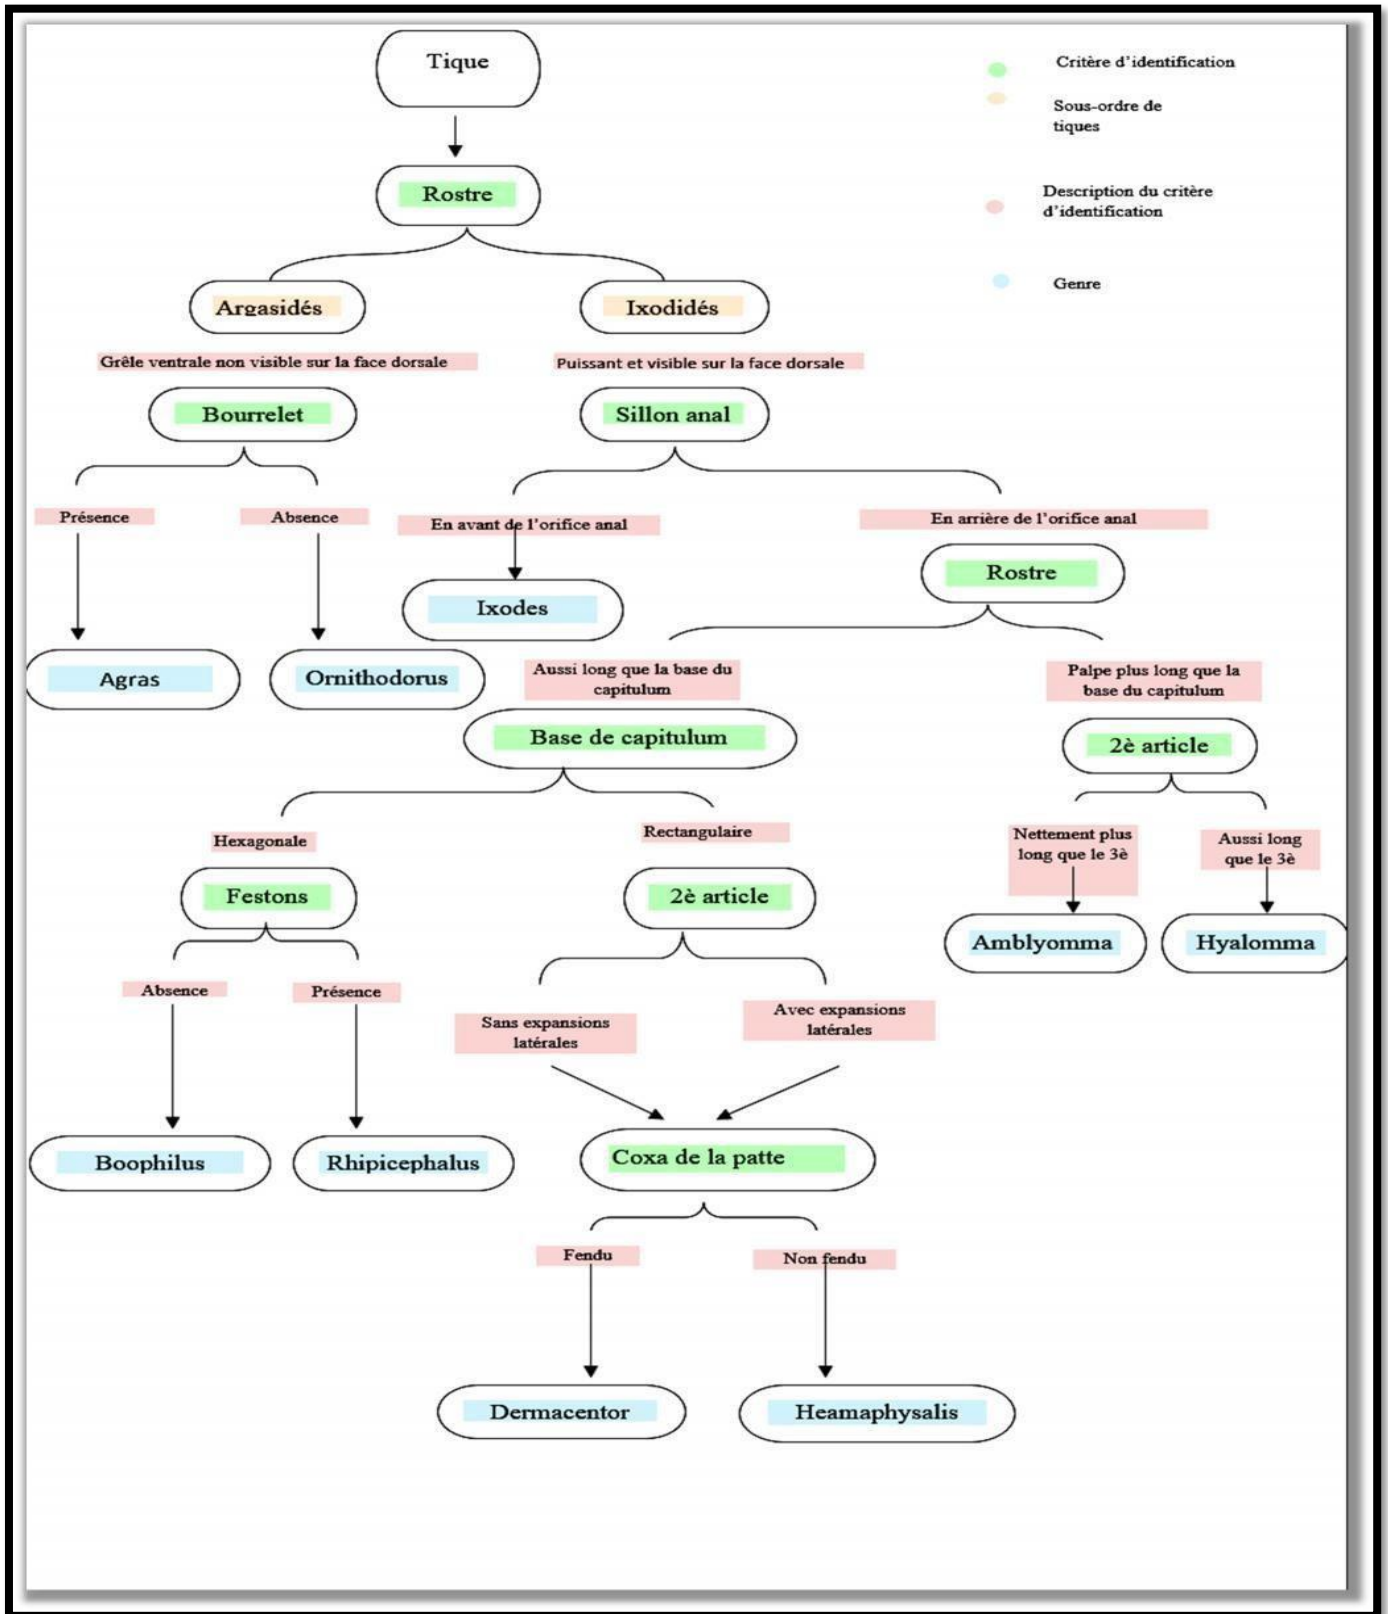 Tique
Critère d'identification
Sous-ordre de
tiques
Rostre
Description du critère
d'identification
Genre
Argasidés
Ixodidés
Grêle ventrale non visible sur la face dorsale
Puissant et visible sur la face dorsale
Bourrelet
Sillon anal
Présence
Absence
En avant de l'orifice anal
En arrière de l'orifice anal
Rostre
Ixodes
Agras
Ornithodorus
Aussi long que la base du
capitulum
Palpe plus long que la
base du capitulum
Base de capitulum
2è article
Hexagonale
Rectangulaire
Nettement plus
long que le 3è
Aussi long
que le 3è
Festons
2è article
Amblyomma
Hyalomma
Absence
Présence
Sans expansions
latérales
Avec expansions
latérales
Boophilus
Rhipicephalus
Coxa de la patte
Fendu
Non fendu
Dermacentor
Heamaphysalis